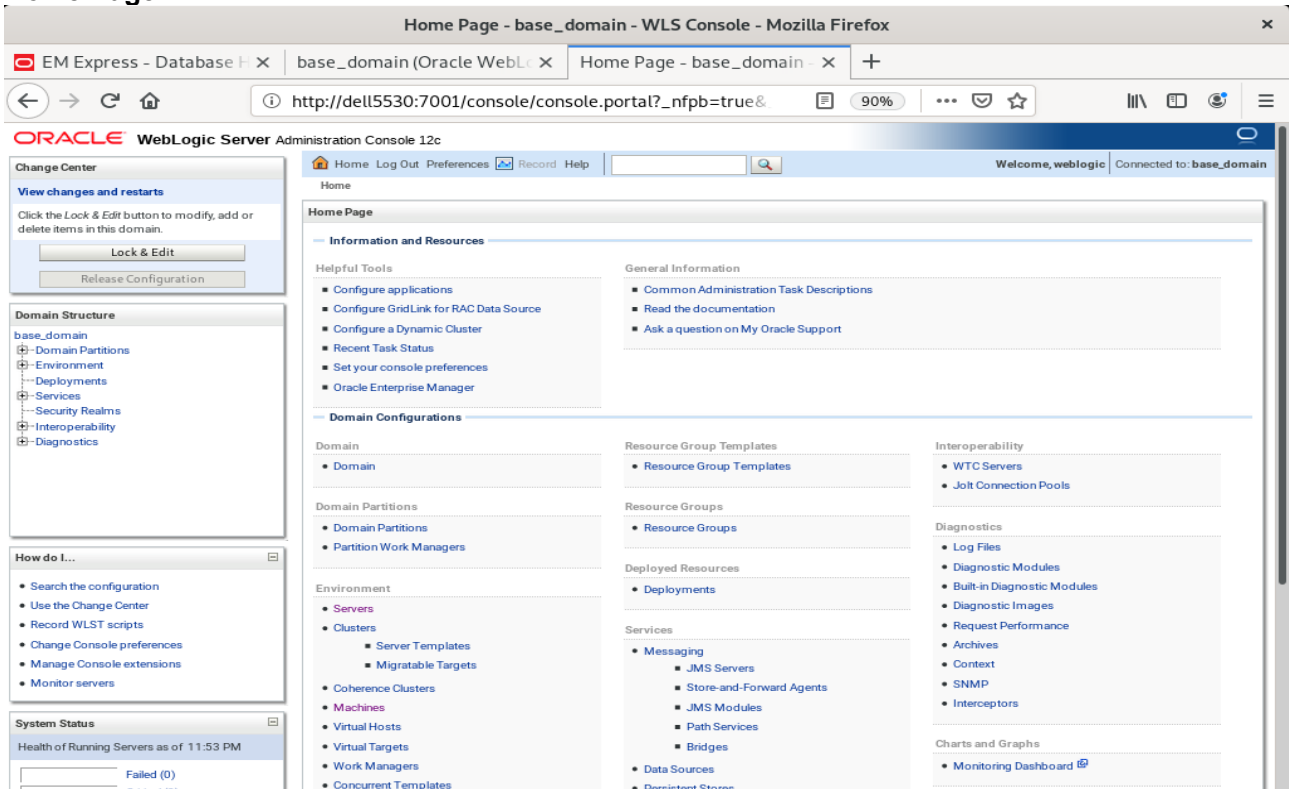 Home Page - base_domain - WLS Console - Mozilla Firefox ×
EM Express - Database H × base_domain (Oracle WebLo × Home Page - base_domain - × +
http://dell5530:7001/console/console.portal?_nfpb=true& 90%
ORACLE WebLogic Server Administration Console 12c
Change Center
View changes and restarts
Click the Lock & Edit button to modify, add or
delete items in this domain.
Lock & Edit
Release Configuration
Domain Structure
base_domain
Domain Partitions
Environment
Deployments
Services
Security Realms
Interoperability
Diagnostics
How do I...
Search the configuration
Use the Change Center
Record WLST scripts
Change Console preferences
Manage Console extensions
Monitor servers
System Status
Health of Running Servers as of 11:53 PM
Failed (0)
Home Log Out Preferences Record Help
Welcome, weblogic Connected to: base_domain
Home
Home Page
Information and Resources
Helpful Tools
Configure applications
Configure GridLink for RAC Data Source
Configure a Dynamic Cluster
Recent Task Status
Set your console preferences
Oracle Enterprise Manager
General Information
Common Administration Task Descriptions
Read the documentation
Ask a question on My Oracle Support
Domain Configurations
Domain
Domain
Domain Partitions
Domain Partitions
Partition Work Managers
Environment
Servers
Clusters
Server Templates
Migratable Targets
Coherence Clusters
Machines
Virtual Hosts
Virtual Targets
Work Managers
Concurrent Templates
Resource Group Templates
Resource Group Templates
Resource Groups
Resource Groups
Deployed Resources
Deployments
Services
Messaging
JMS Servers
Store-and-Forward Agents
JMS Modules
Path Services
Bridges
Data Sources
Persistent Stores
Interoperability
WTC Servers
Jolt Connection Pools
Diagnostics
Log Files
Diagnostic Modules
Built-in Diagnostic Modules
Diagnostic Images
Request Performance
Archives
Context
SNMP
Interceptors
Charts and Graphs
Monitoring Dashboard